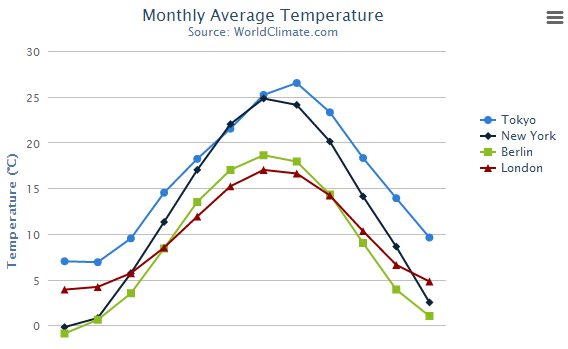 Monthly Average Temperature
Source: WorldClimate.com
Temperature (°C)
30
25
20
15
10
5
0
Tokyo
New York
Berlin
London